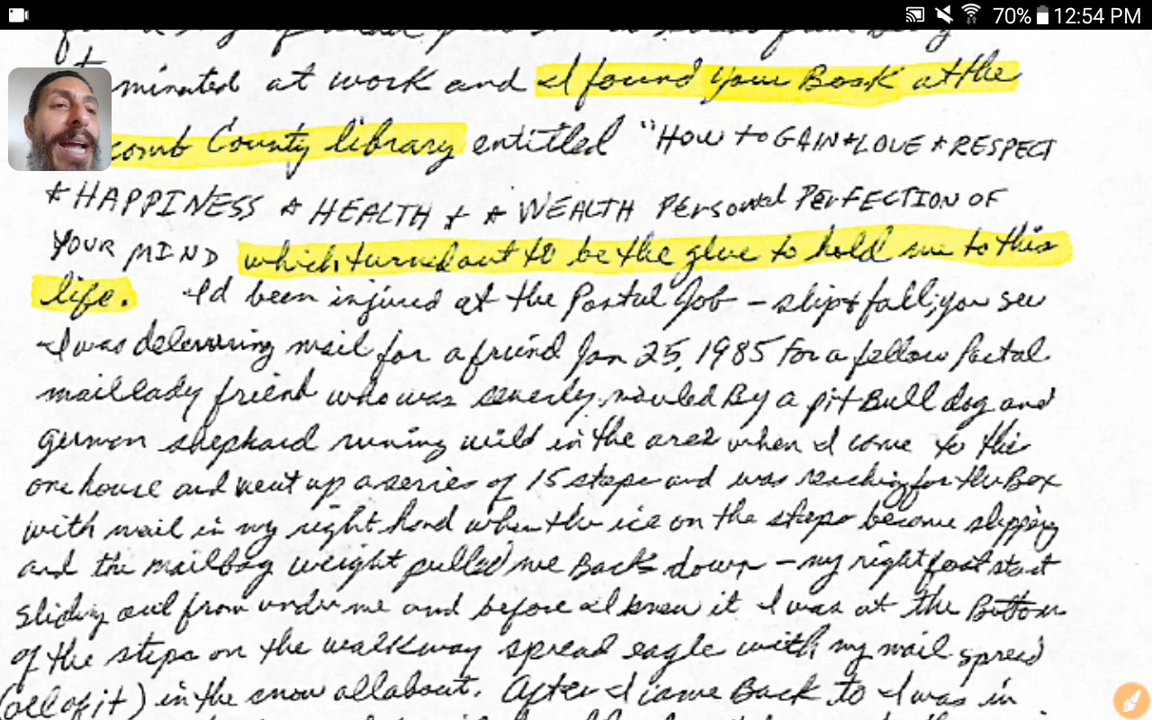 70% 12:54 PM
minated at work and I found your Book at the
comb County library entitled "HOW to GAIN * LOVE * RESPECT
* HAPPINESS * HEALTH + * WEALTH Personal PERFECTION OF
YOUR MIND which turned out to be the glue to hold me to this
life. I'd been injured at the Postal Job - slip & fall; you see
I was delivering mail for a friend Jan 25, 1985 For a fellow Postal
maillady friend who was severly mauled By a pit Bull dog and
german shephard running wild in the area when I came to this
one house and went up a series of 15 steps and was reaching for the Box
with mail in my right hand when the ice on the steps became slippy
and the mailbag weight pulled me Back down - my right foot start
sliding out from under me and before I knew it I was at the Bottom
of the steps on the walkway spread eagle with my mail spread
(all of it) in the snow all about. After I came Back to I was in